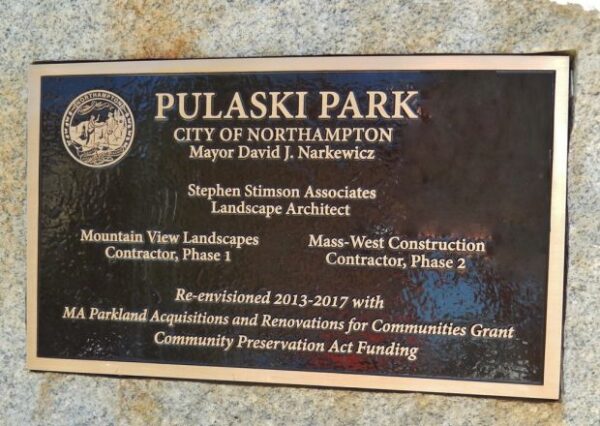 NORTHAMPTON
PULASKI PARK
CITY OF NORTHAMPTON
Mayor David J. Narkewicz
Stephen Stimson Associates
Landscape Architect
Mountain View Landscapes
Contractor, Phase 1
Mass-West Construction
Contractor, Phase 2
Re-envisioned 2013-2017 with
MA Parkland Acquisitions and Renovations for Communities Grant
Community Preservation Act Funding